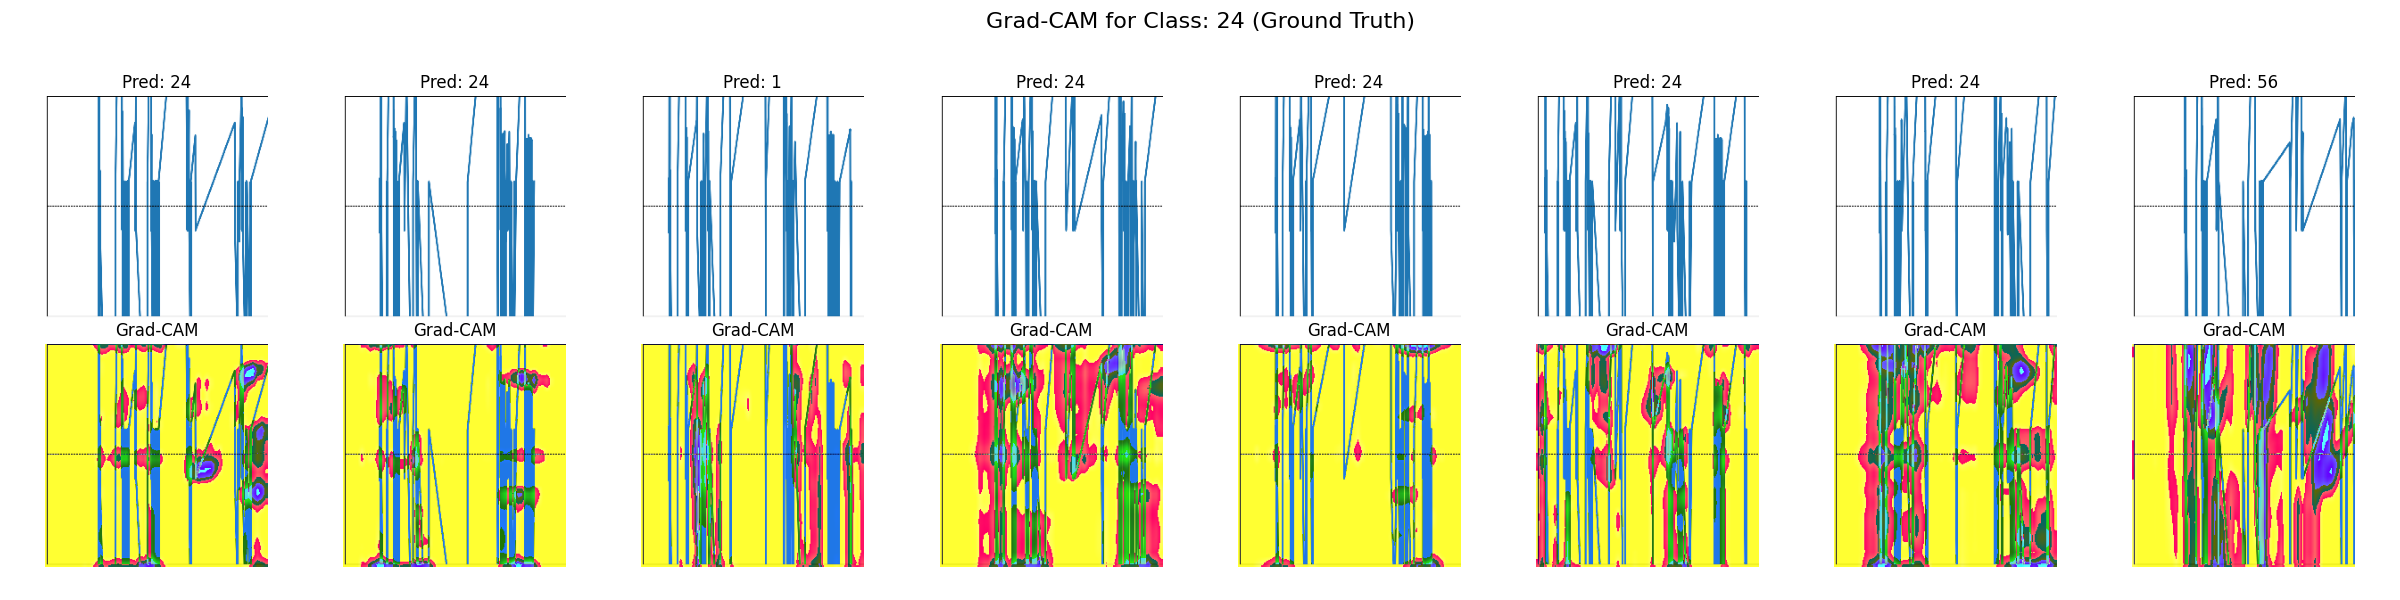 Grad-CAM for Class: 24 (Ground Truth)
Pred: 24 Pred: 24 Pred: 1 Pred: 24 Pred: 24 Pred: 24 Pred: 24 Pred: 56
Grad-CAM Grad-CAM Grad-CAM Grad-CAM Grad-CAM Grad-CAM Grad-CAM Grad-CAM